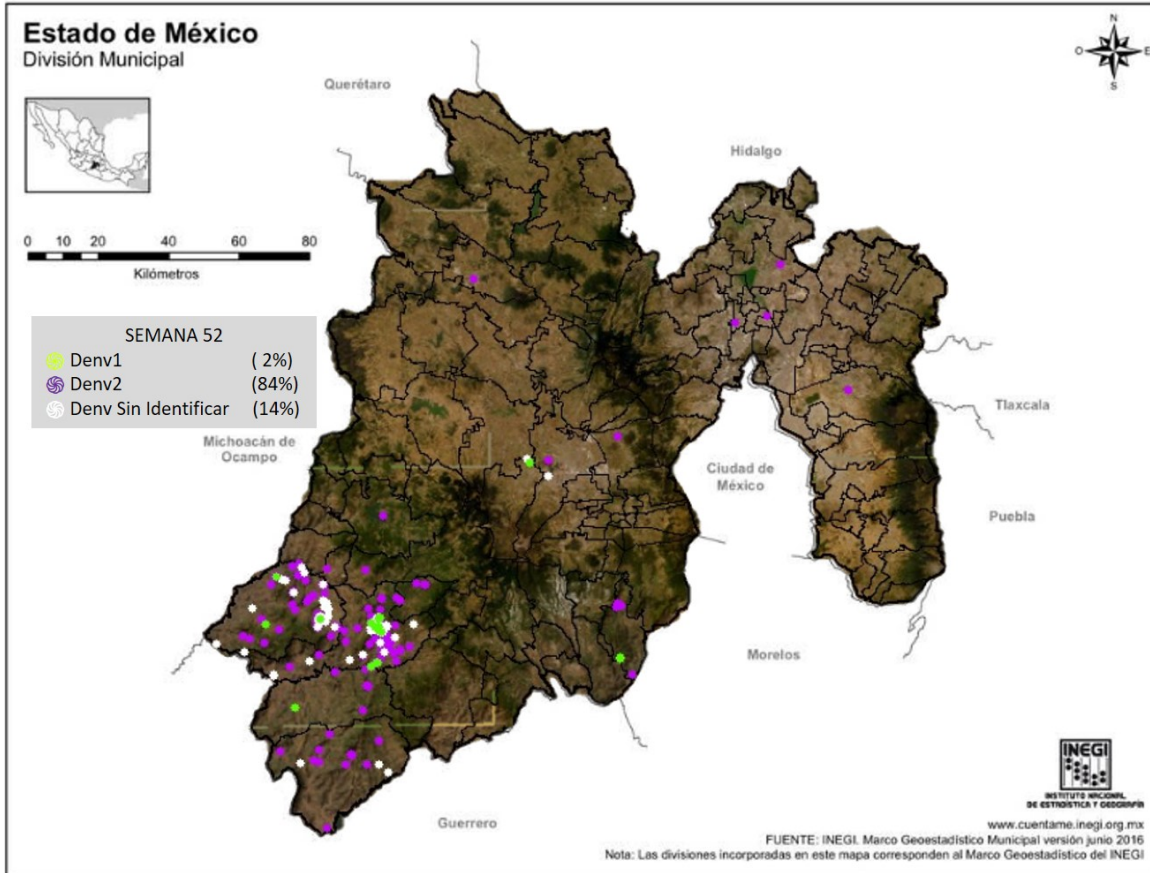 Estado de México
División Municipal
N
O
E
S
Querétaro
Hidalgo
0 10 20 40 60 80
Kilómetros
SEMANA 52
Denv1 ( 2%)
Denv2 (84%)
Denv Sin Identificar (14%)
Tlaxcala
Michoacán de
Ocampo
Ciudad de
México
Puebla
Morelos
Guerrero
INEGI
INSTITUTO NACIONAL
DE ESTADÍSTICA Y GEOGRAFÍA
www.cuentame.inegi.org.mx
FUENTE: INEGI. Marco Geoestadístico Municipal versión junio 2016
Nota: Las divisiones incorporadas en este mapa corresponden al Marco Geoestadístico del INEGI